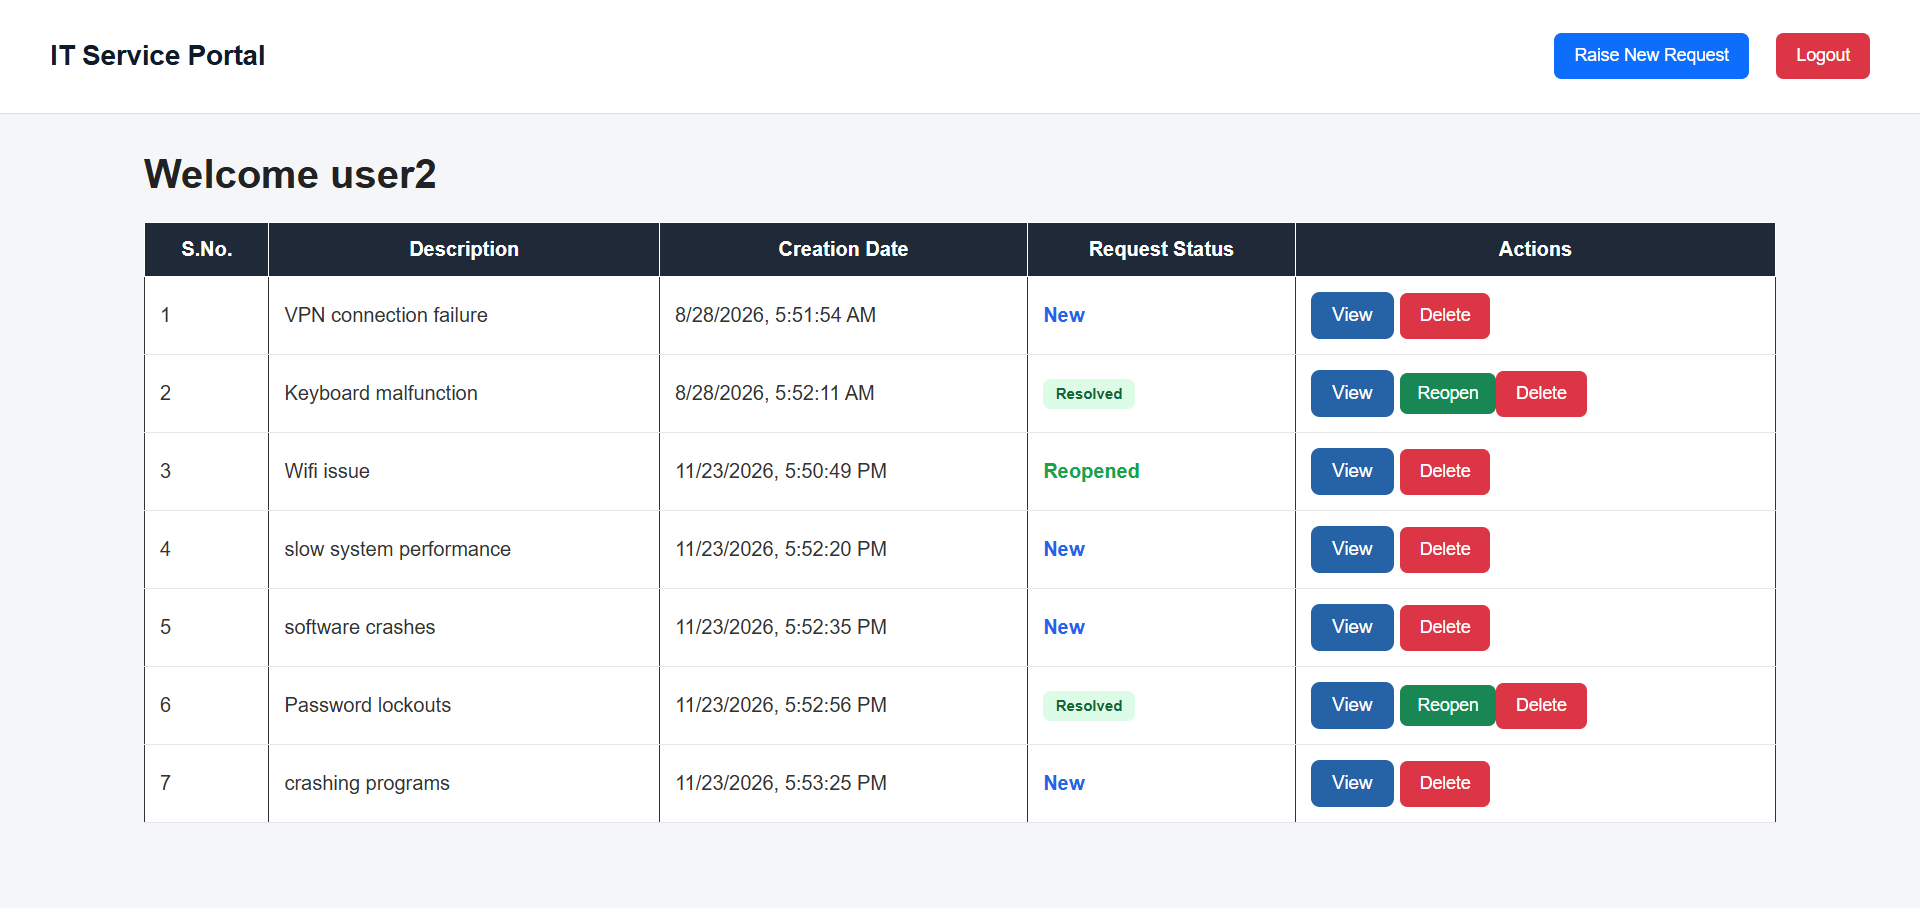 IT Service Portal Raise New Request Logout
Welcome user2
S.No. Description Creation Date Request Status Actions
1 VPN connection failure 8/28/2026, 5:51:54 AM New View Delete
2 Keyboard malfunction 8/28/2026, 5:52:11 AM Resolved View Reopen Delete
3 Wifi issue 11/23/2026, 5:50:49 PM Reopened View Delete
4 slow system performance 11/23/2026, 5:52:20 PM New View Delete
5 software crashes 11/23/2026, 5:52:35 PM New View Delete
6 Password lockouts 11/23/2026, 5:52:56 PM Resolved View Reopen Delete
7 crashing programs 11/23/2026, 5:53:25 PM New View Delete